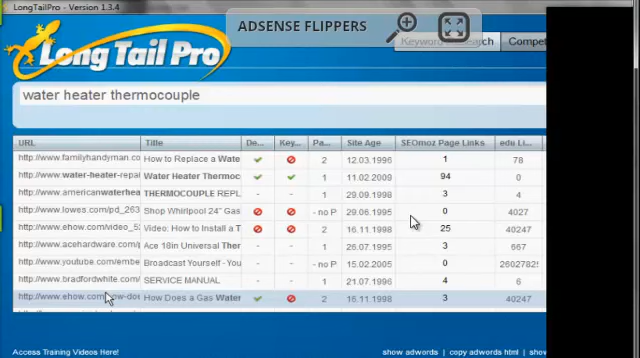 LongTailPro - Version 1.3.4
ADSENSE FLIPPERS
Long Tail Pro
water heater thermocouple
URL Title De... Key... Pa... Site Age SEOmoz Page Links edu Li...
http://www.familyhandyman.co How to Replace a Wate 2 12.03.1996 1 78
http://www.water-heater-repai Water Heater Thermoc 1 11.02.2009 94 0
http://www.americanwaterhea THERMOCOUPLE REPL - - 1 29.09.1998 3 4
http://www.lowes.com/pd_263 Shop Whirlpool 24" Gas - no P 29.06.1995 0 4027
http://www.ehow.com/video_5 Video: How to Install a T 2 16.11.1998 25 40247
http://www.acehardware.com/ Ace 18in Universal Ther - - 1 26.07.1995 3 667
http://www.youtube.com/embe Broadcast Yourself - You - - - no P 15.02.2005 0
http://www.bradfordwhite.com/ SERVICE MANUAL - - 1 21.07.1996 4 6
http://www.ehow.com How Does a Gas Water 2 16.11.1998 3 40247
Access Training Videos Here! show adwords | copy adwords html | show